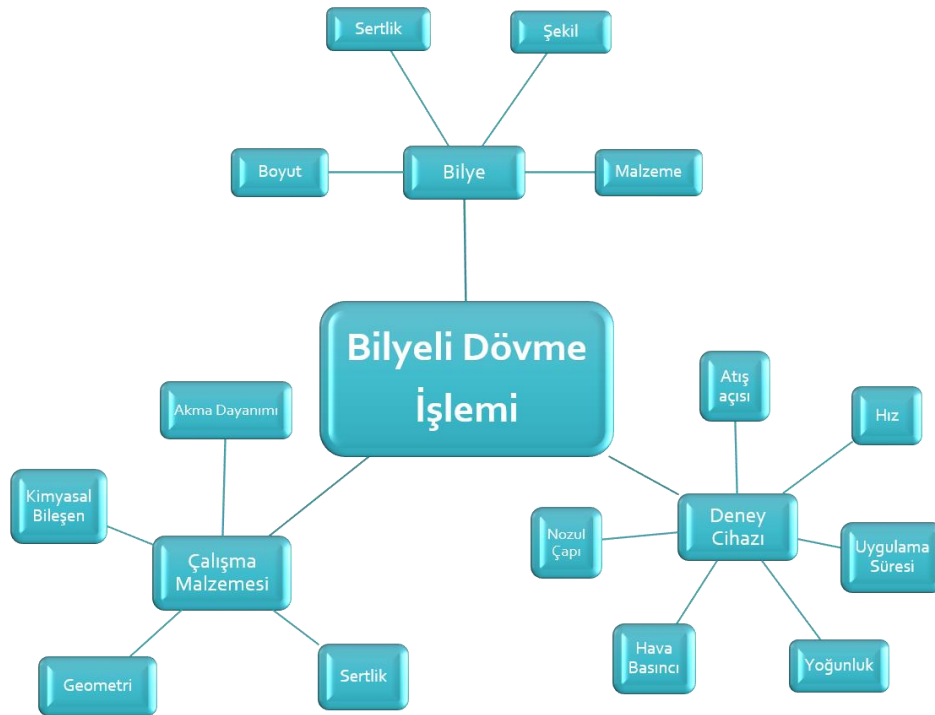 Sertlik
Şekil
Boyut
Bilye
Malzeme
Bilyeli Dövme
İşlemi
Atış
açısı
Akma Dayanımı
Hız
Kimyasal
Bileşen
Deney
Cihazı
Nozul
Çapı
Uygulama
Süresi
Çalışma
Malzemesi
Hava
Basıncı
Yoğunluk
Geometri
Sertlik